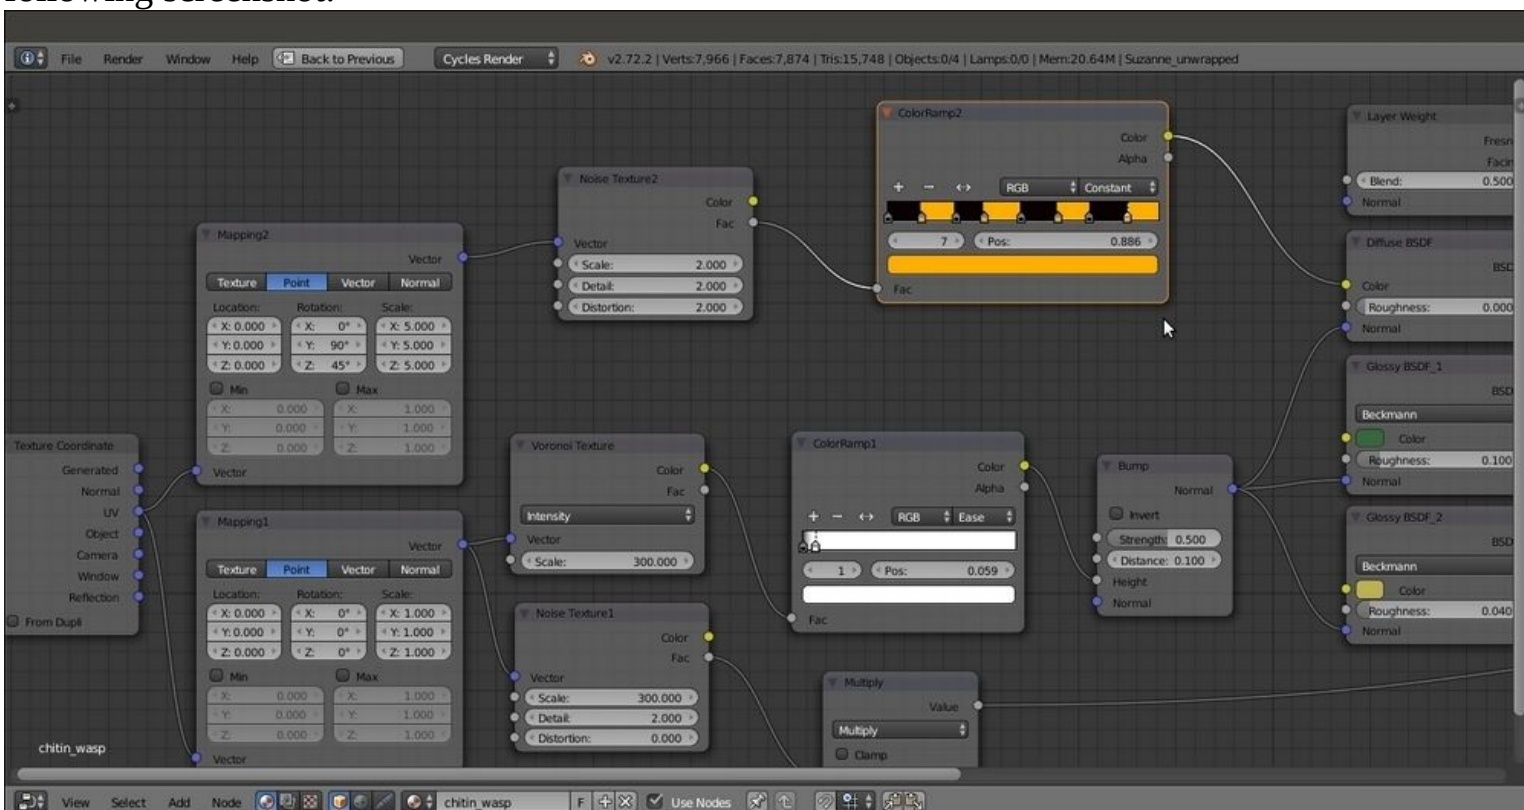 following screenshot:
File Render Window Help Back to Previous Cycles Render v2.72.2 | Verts:7,966 | Faces:7,874 | Tris:15,748 | Objects:0/4 | Lamps:0/0 | Mem:20.64M | Suzanne_unwrapped
ColorRamp2
Color
Alpha
RGB Constant
7 Pos: 0.886
Fac
Layer Weight
Fresn
Facin
Blend: 0.500
Normal
Noise Texture2
Color
Fac
Vector
Scale: 2.000
Detail: 2.000
Distortion: 2.000
Mapping2
Vector
Texture Point Vector Normal
Location: Rotation: Scale:
X: 0.000 X: 0° X: 5.000
Y: 0.000 Y: 90° Y: 5.000
Z: 0.000 Z: 45° Z: 5.000
Min Max
X: 0.000 X: 1.000
Y: 0.000 Y: 1.000
Z: 0.000 Z: 1.000
Vector
Diffuse BSDF
BSD
Color
Roughness: 0.000
Normal
Glossy BSDF_1
BSD
Beckmann
Color
Roughness: 0.100
Normal
Texture Coordinate
Generated
Normal
UV
Object
Camera
Window
Reflection
From Dupli
Voronoi Texture
Color
Fac
Intensity
Vector
Scale: 300.000
ColorRamp1
Color
Alpha
RGB Ease
1 Pos: 0.059
Fac
Bump
Normal
Invert
Strength: 0.500
Distance: 0.100
Height
Normal
Glossy BSDF_2
BSD
Beckmann
Color
Roughness: 0.040
Normal
Mapping1
Vector
Texture Point Vector Normal
Location: Rotation: Scale:
X: 0.000 X: 0° X: 1.000
Y: 0.000 Y: 0° Y: 1.000
Z: 0.000 Z: 0° Z: 1.000
Min Max
X: 0.000 X: 1.000
Y: 0.000 Y: 1.000
Z: 0.000 Z: 1.000
Vector
Noise Texture1
Color
Fac
Vector
Scale: 300.000
Detail: 2.000
Distortion: 0.000
Multiply
Value
Multiply
Clamp
chitin_wasp
View Select Add Node chitin_wasp F Use Nodes